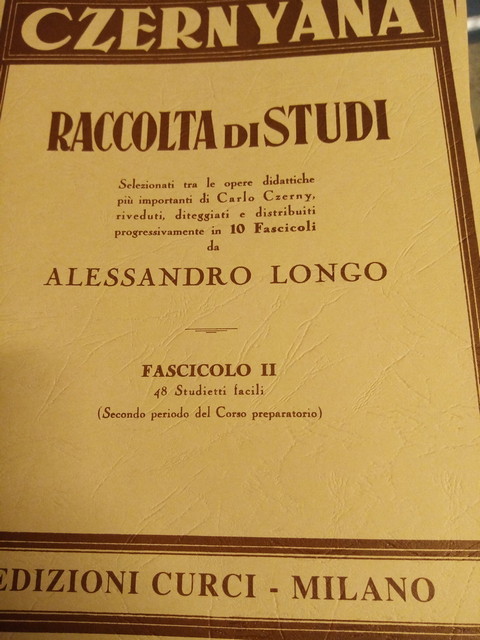 CZERNYANA
RACCOLTA DI STUDI
Selezionati tra le opere didattiche
più importanti di Carlo Czerny,
riveduti, diteggiati e distribuiti
progressivamente in 10 Fascicoli
da
ALESSANDRO LONGO
FASCICOLO II
48 Studietti facili
(Secondo periodo del Corso preparatorio)
EDIZIONI CURCI - MILANO